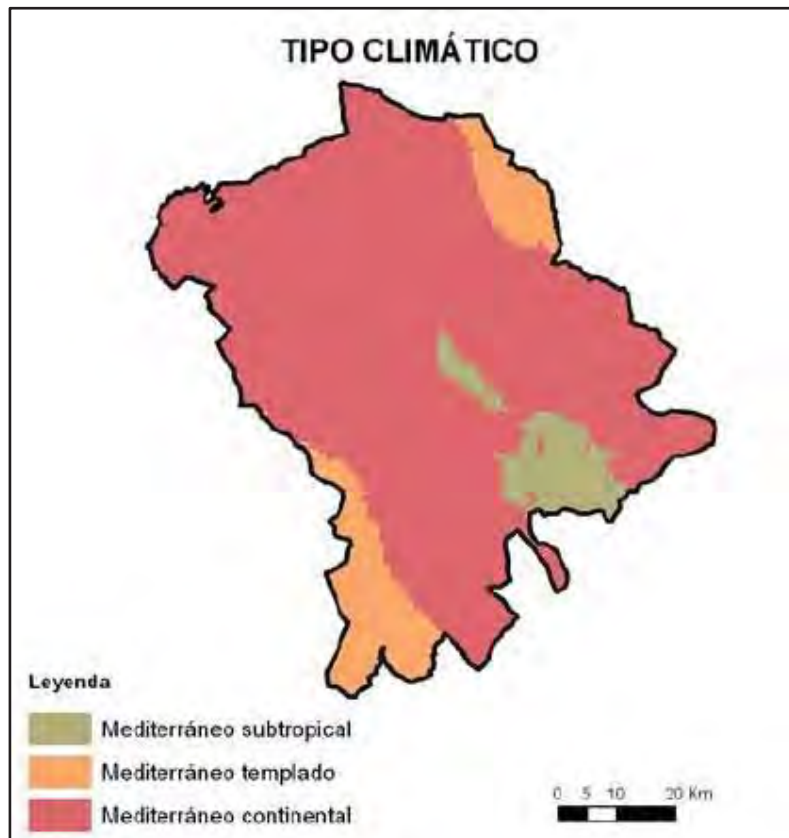 TIPO CLIMÁTICO
Leyenda
Mediterráneo subtropical
Mediterráneo templado
Mediterráneo continental
0 5 10 20 Km